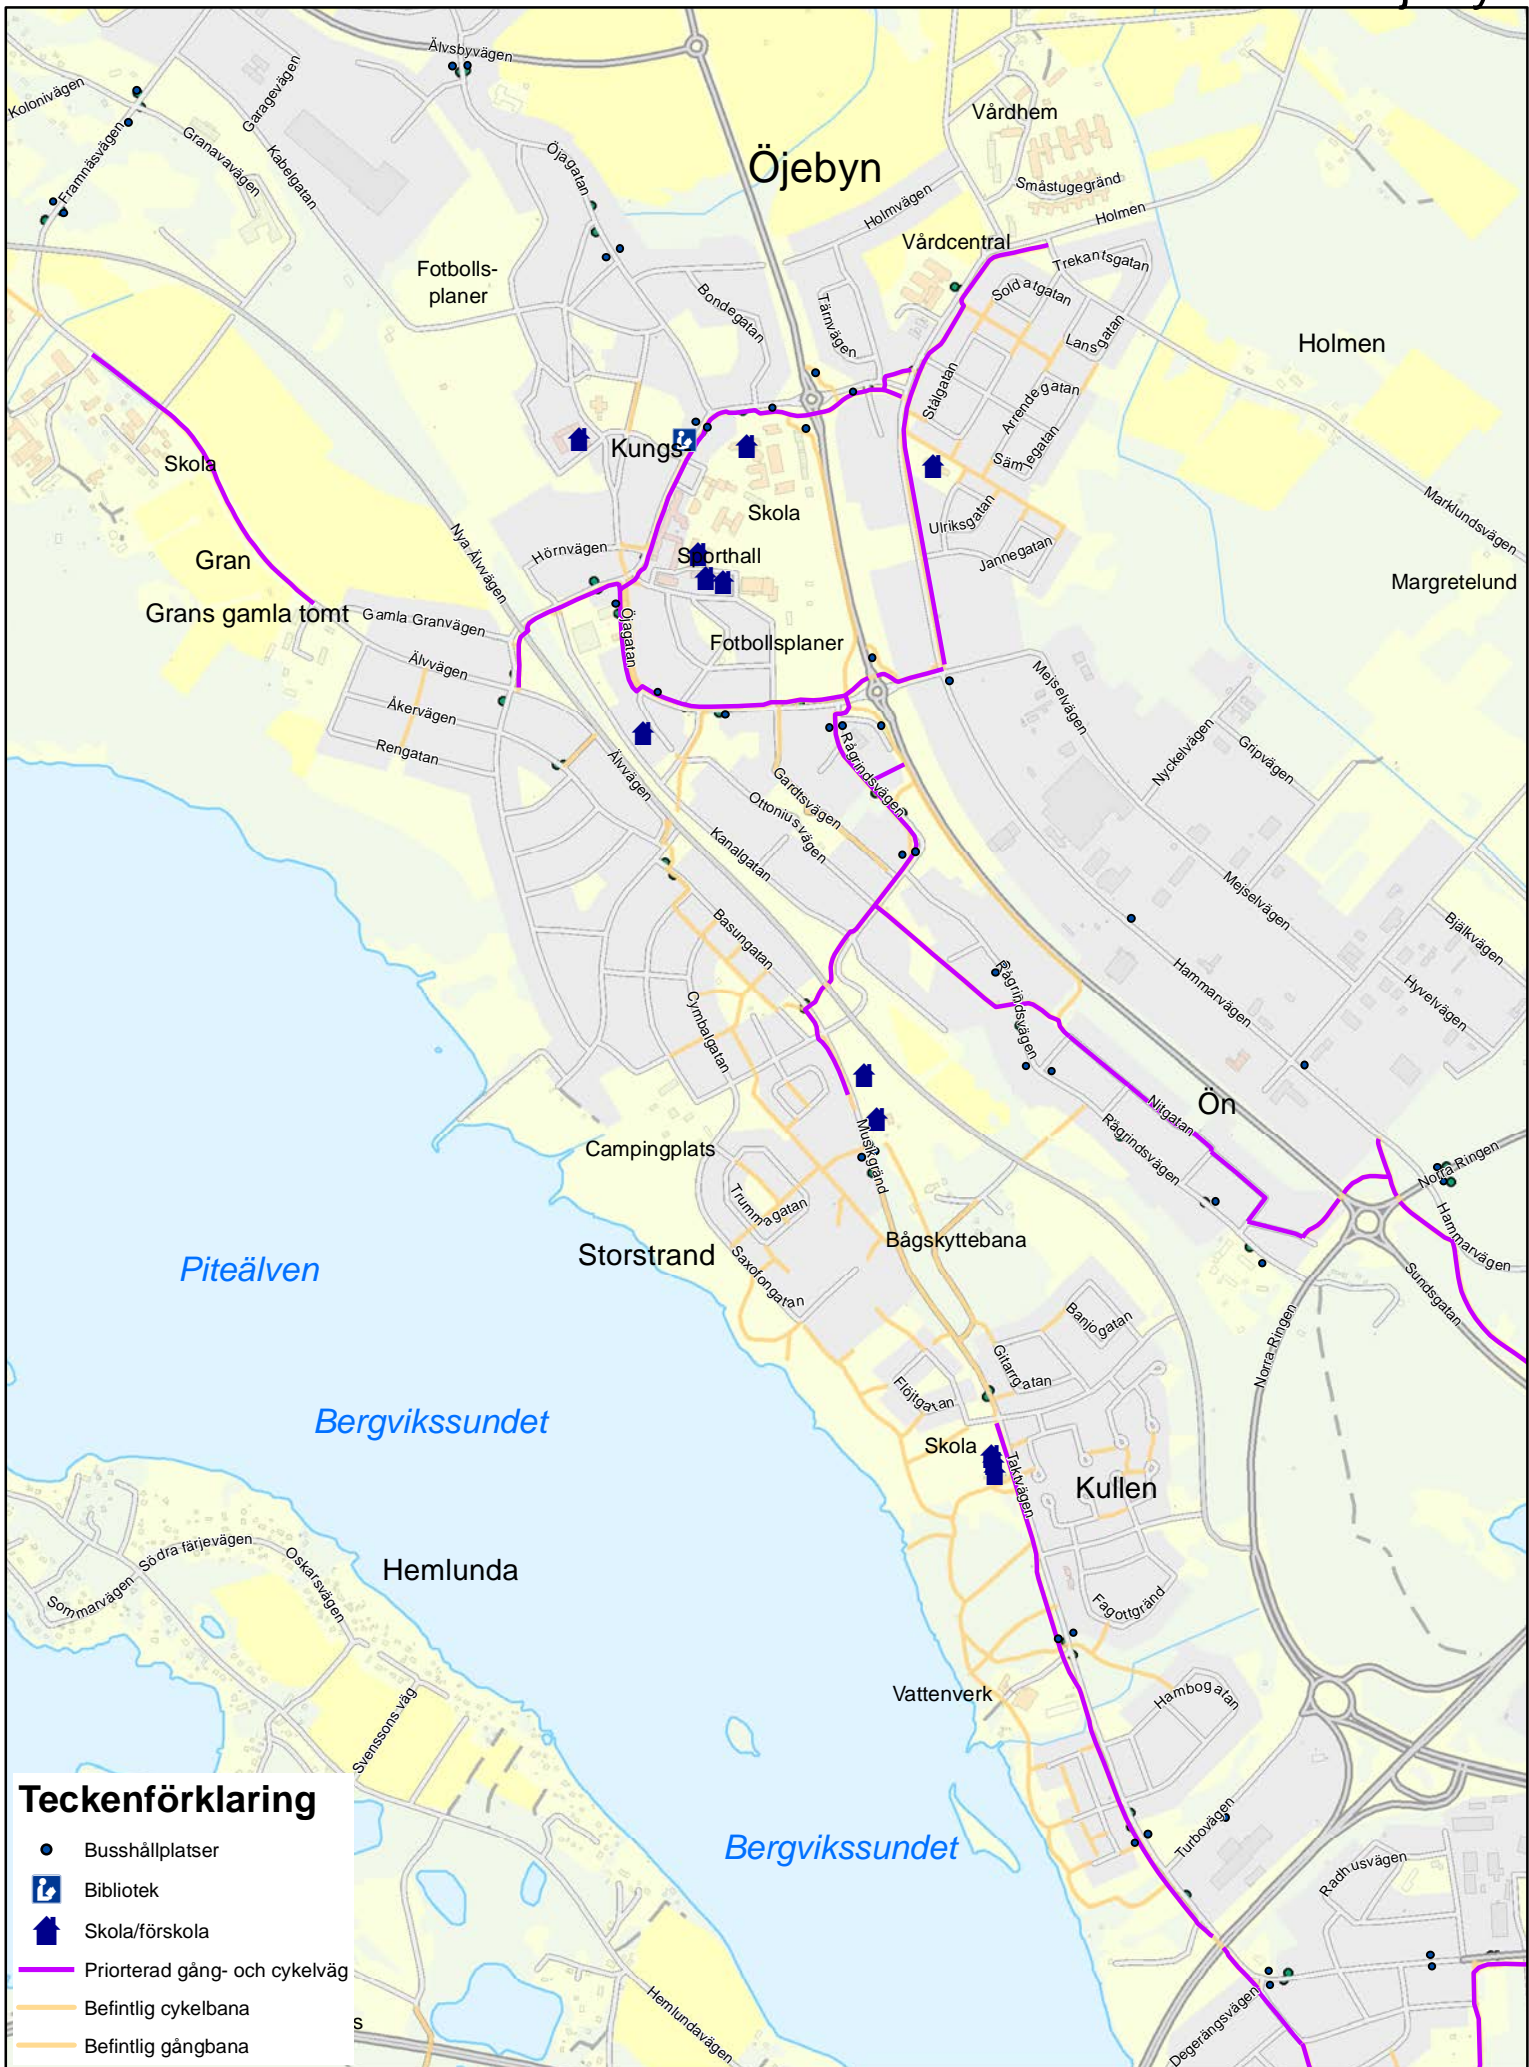 Älvsbyvägen
Kolonivägen
Garagevägen
Framnäsvägen
Granavavägen
Kabelgatan
Öjagatan
Öjebyn
Vårdhem
Småstugegränd
Holmvägen
Holmen
Vårdcentral
Trekantsgatan
Soldatgatan
Fotbolls-
planer
Bondegatan
Tärnvägen
Lansgatan
Holmen
Stålgatan
Arrendegatan
Skola
Kungs
Sämjegatan
Marklundsvägen
Skola
Ulriksgatan
Nya Älvvägen
Hörnvägen
Sporthall
Jannegatan
Gran
Margretelund
Grans gamla tomt
Gamla Granvägen
Öjagatan
Fotbollsplaner
Älvvägen
Mejselvägen
Åkervägen
Rengatan
Älvvägen
Rågrindsvägen
Nyckelvägen
Gripvägen
Gardtsvägen
Ottoniusvägen
Kanalgatan
Mejselvägen
Basungatan
Bjälkvägen
Hammarvägen
Hyvelvägen
Rågrindsvägen
Cymbalgatan
Ön
Nitgatan
Rågrindsvägen
Campingplats
Musikgränd
Norra Ringen
Trummagatan
Bågskyttebana
Hammarvägen
Storstrand
Saxofongatan
Piteälven
Sundsgatan
Banjogatan
Norra Ringen
Gitarrgatan
Flöjtgatan
Bergvikssundet
Skola
Taktvägen
Kullen
Södra färjevägen
Oskarsvägen
Hemlunda
Sommarvägen
Fagottgränd
Vattenverk
Hambogatan
Svenssons väg
Teckenförklaring
Busshållplatser
Bergvikssundet
Turbovägen
Radhusvägen
Bibliotek
Skola/förskola
Priorterad gång- och cykelväg
Befintlig cykelbana
Befintlig gångbana
s
Hemlundavägen
Degerängsvägen